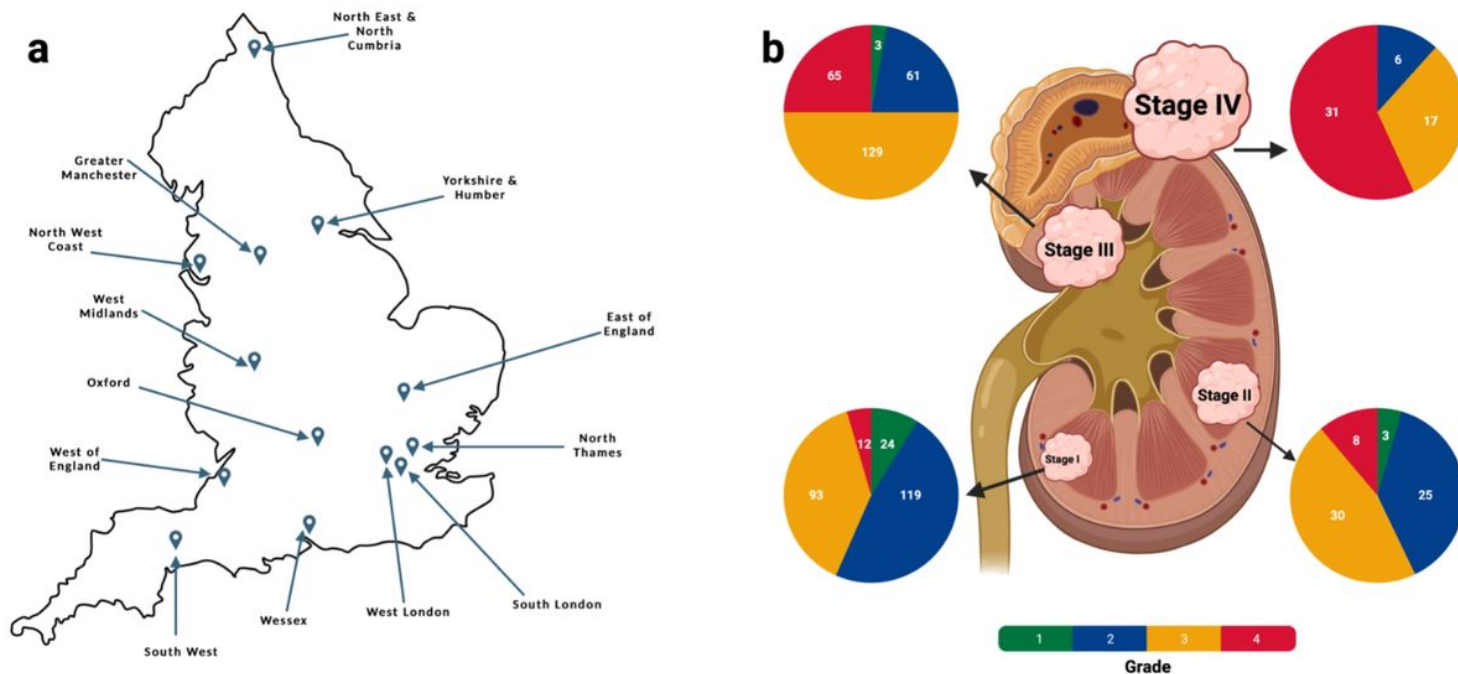 a
North East &
North
Cumbria
Greater
Manchester
Yorkshire &
Humber
North West
Coast
West
Midlands
East of
England
Oxford
West of
England
North
Thames
South West
Wessex
West London
South London
b
3
65
61
129
Stage IV
6
31
17
Stage III
Stage II
Stage I
12
24
93
119
8
3
25
30
1 2 3 4
Grade